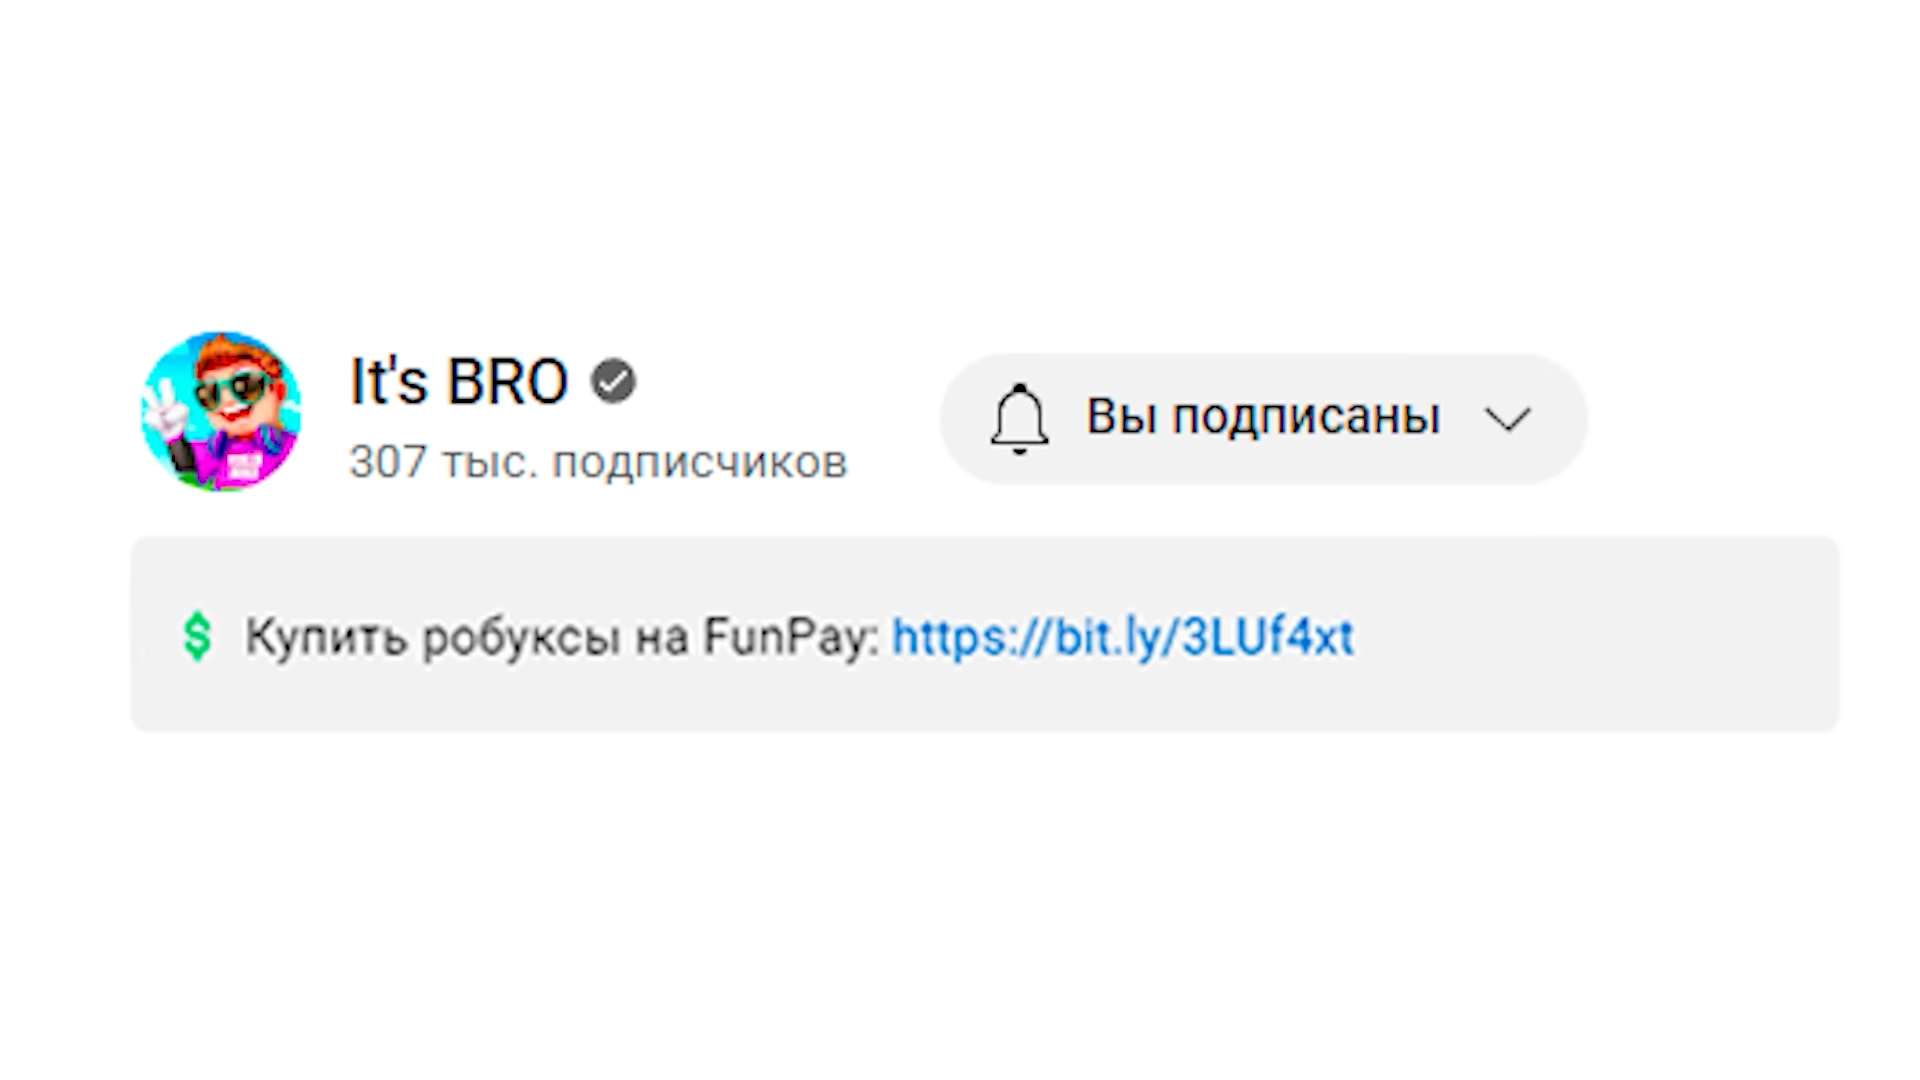 It's BRO
307 тыс. подписчиков
Вы подписаны
$ Купить робуксы на FunPay: https://bit.ly/3LUf4xt